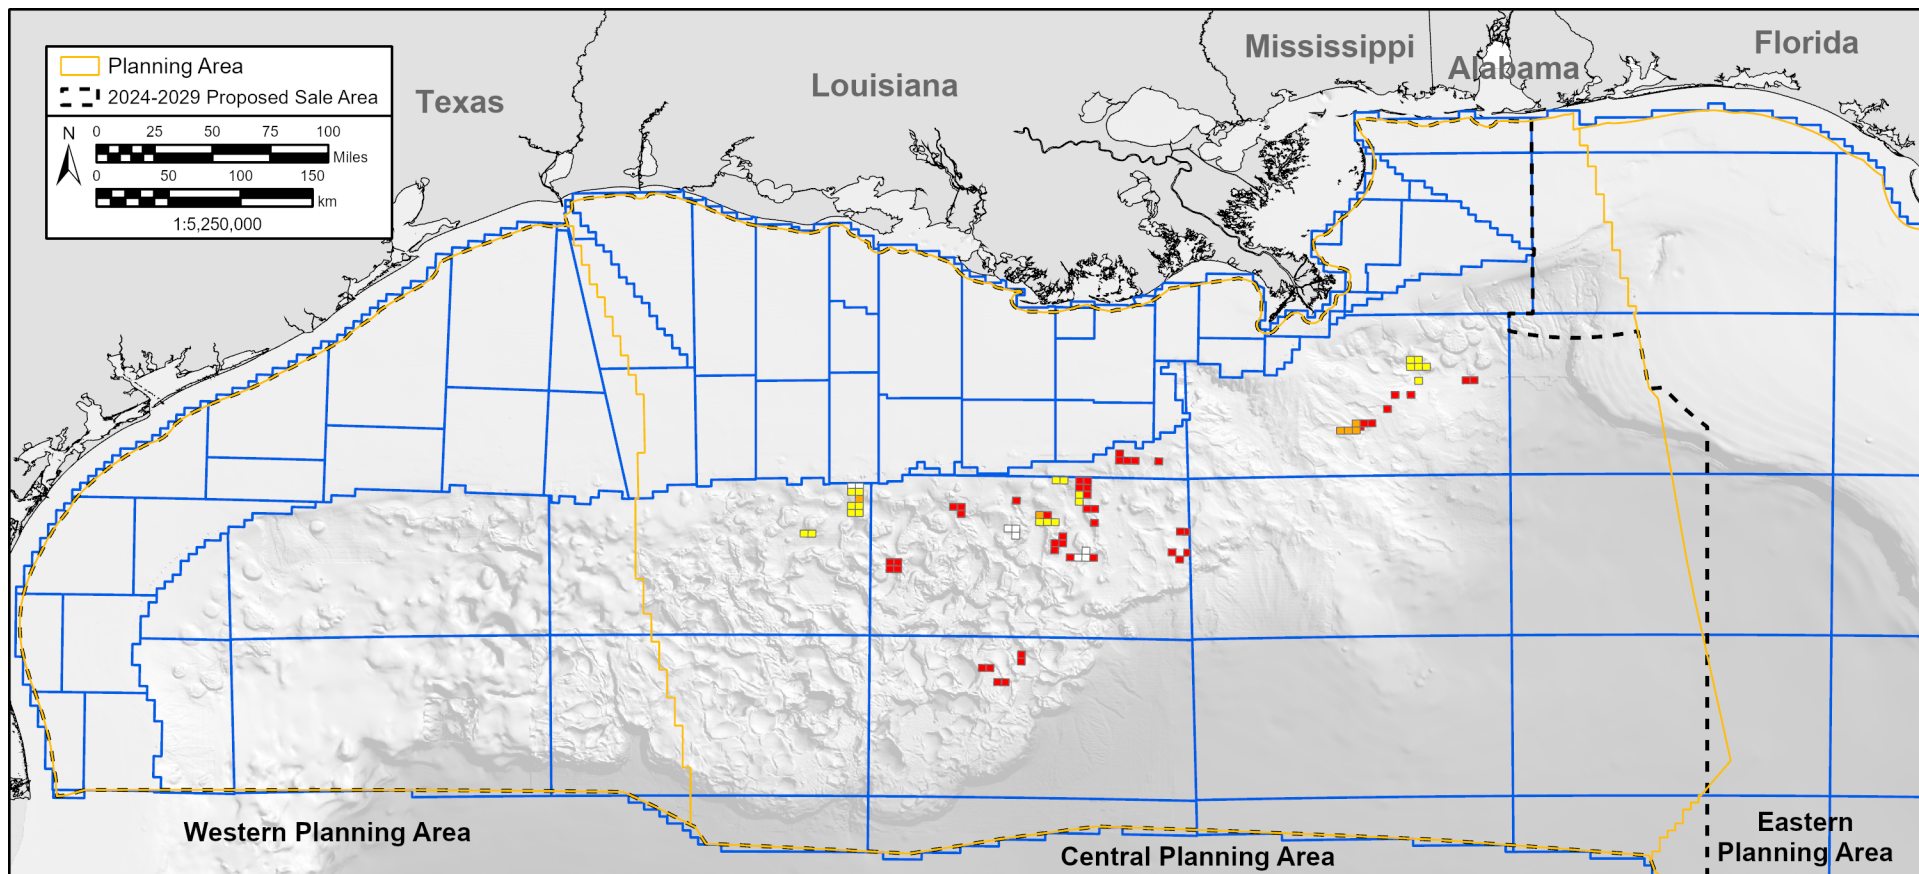 Mississippi
Florida
Alabama
Louisiana
Texas
Planning Area
2024-2029 Proposed Sale Area
N
0 25 50 75 100
Miles
0 50 100 150
km
1:5,250,000
Western Planning Area
Central Planning Area
Eastern
Planning Area